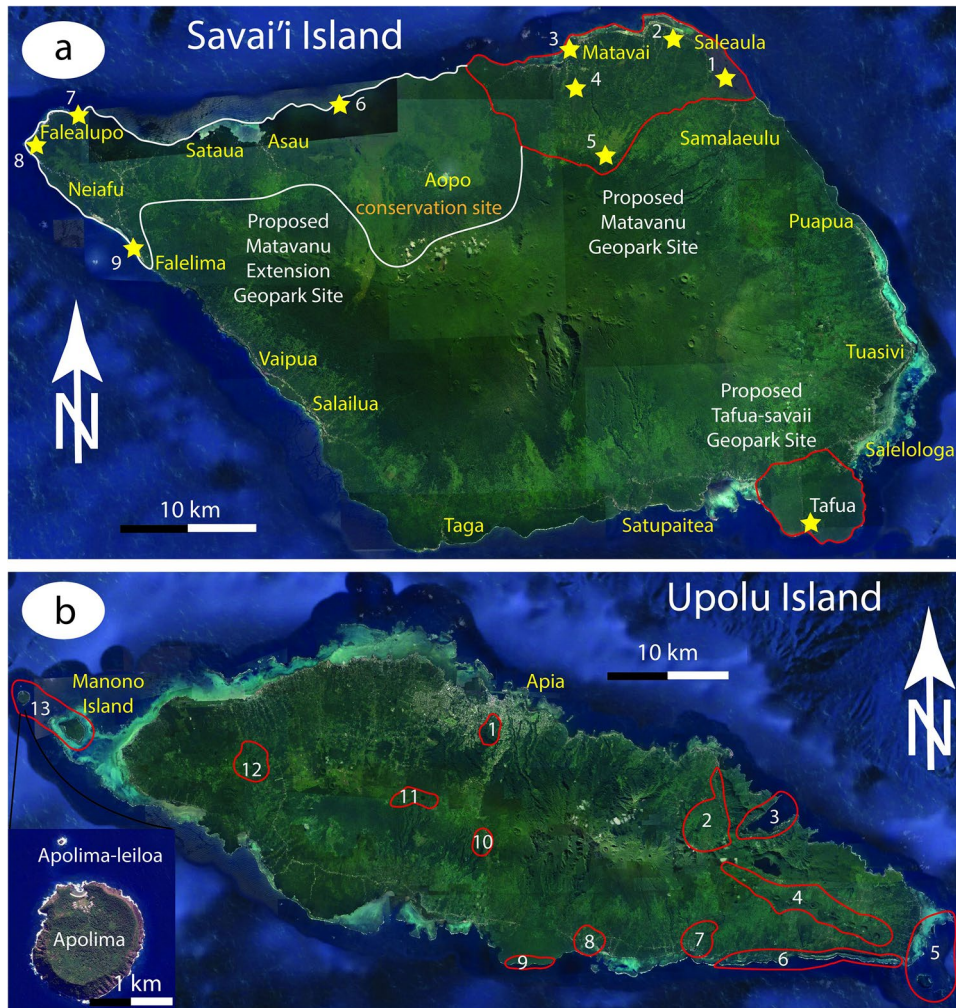 a
Savai'i Island
2
Saleaula
3
Matavai
1
4
7
6
Falealupo
8
Sataua
Asau
5
Samalaeulu
Neiafu
Aopo
conservation site
Proposed
Matavanu
Extension
Geopark Site
Proposed
Matavanu
Geopark Site
Puapua
9
Falelima
Vaipua
Tuasivi
Salailua
Proposed
Tafua-savaii
Geopark Site
Salelologa
N
10 km
Taga
Satupaitea
Tafua
b
Upolu Island
10 km
N
Manono
Island
Apia
13
1
12
11
2
3
10
4
Apolima-leiloa
Apolima
1 km
8
7
9
6
5